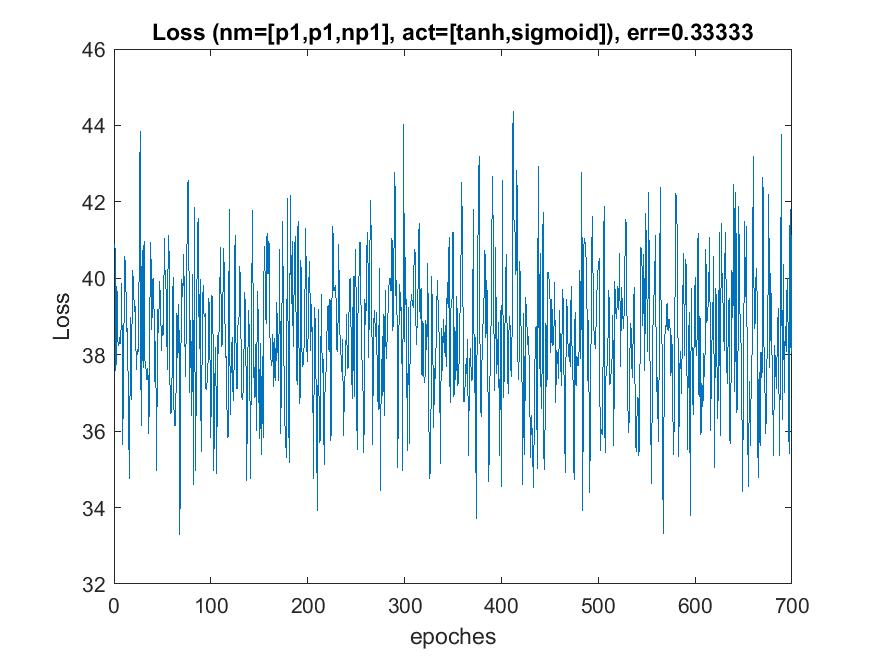 Loss (nm=[p1,p1,np1], act=[tanh,sigmoid]), err=0.33333
46
44
42
40
38
36
34
32
Loss
0 100 200 300 400 500 600 700
epoches